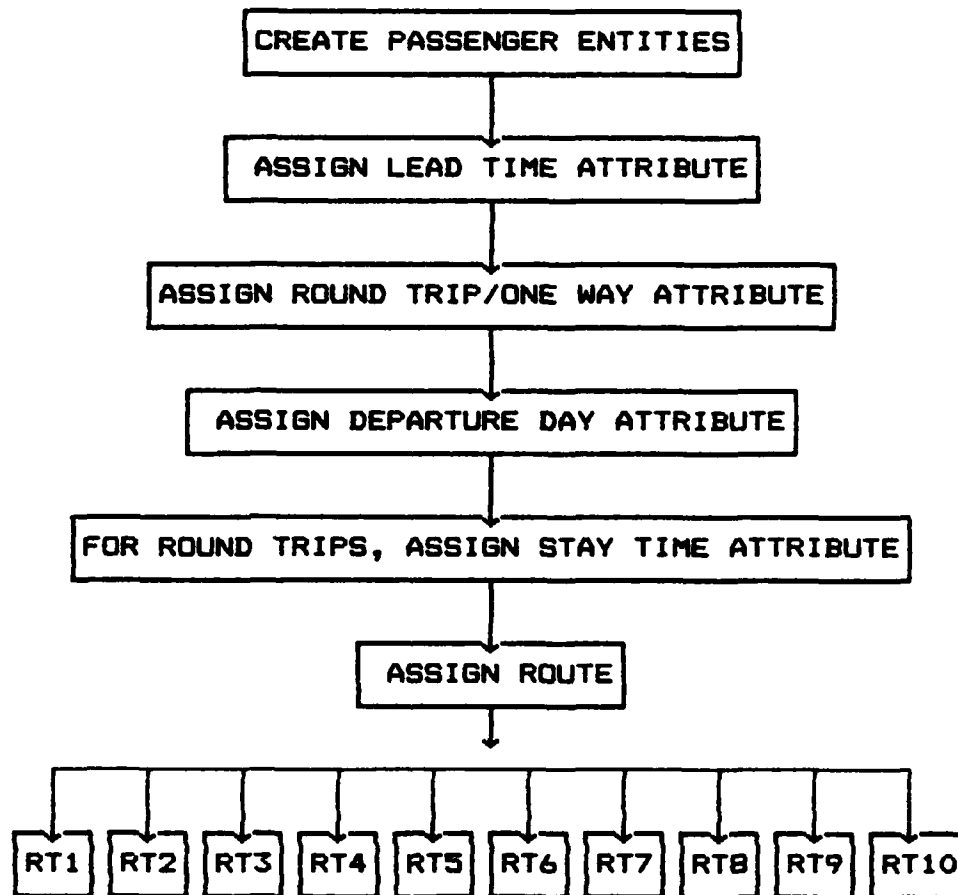 CREATE PASSENGER ENTITIES
ASSIGN LEAD TIME ATTRIBUTE
ASSIGN ROUND TRIP/ONE WAY ATTRIBUTE
ASSIGN DEPARTURE DAY ATTRIBUTE
FOR ROUND TRIPS, ASSIGN STAY TIME ATTRIBUTE
ASSIGN ROUTE
RT1 RT2 RT3 RT4 RT5 RT6 RT7 RT8 RT9 RT10